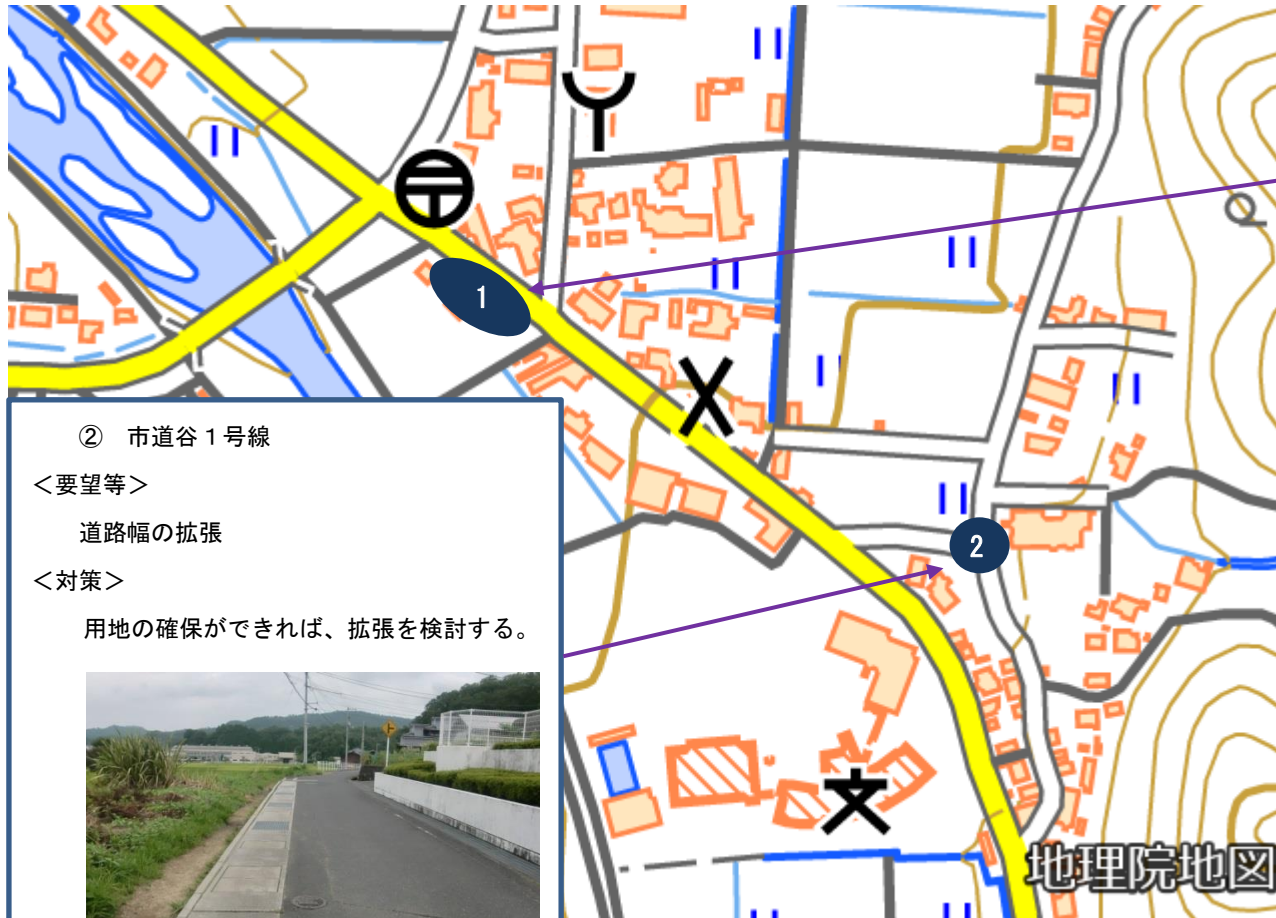 1
2
② 市道谷１号線
＜要望等＞
道路幅の拡張
＜対策＞
用地の確保ができれば、拡張を検討する。
地理院地図